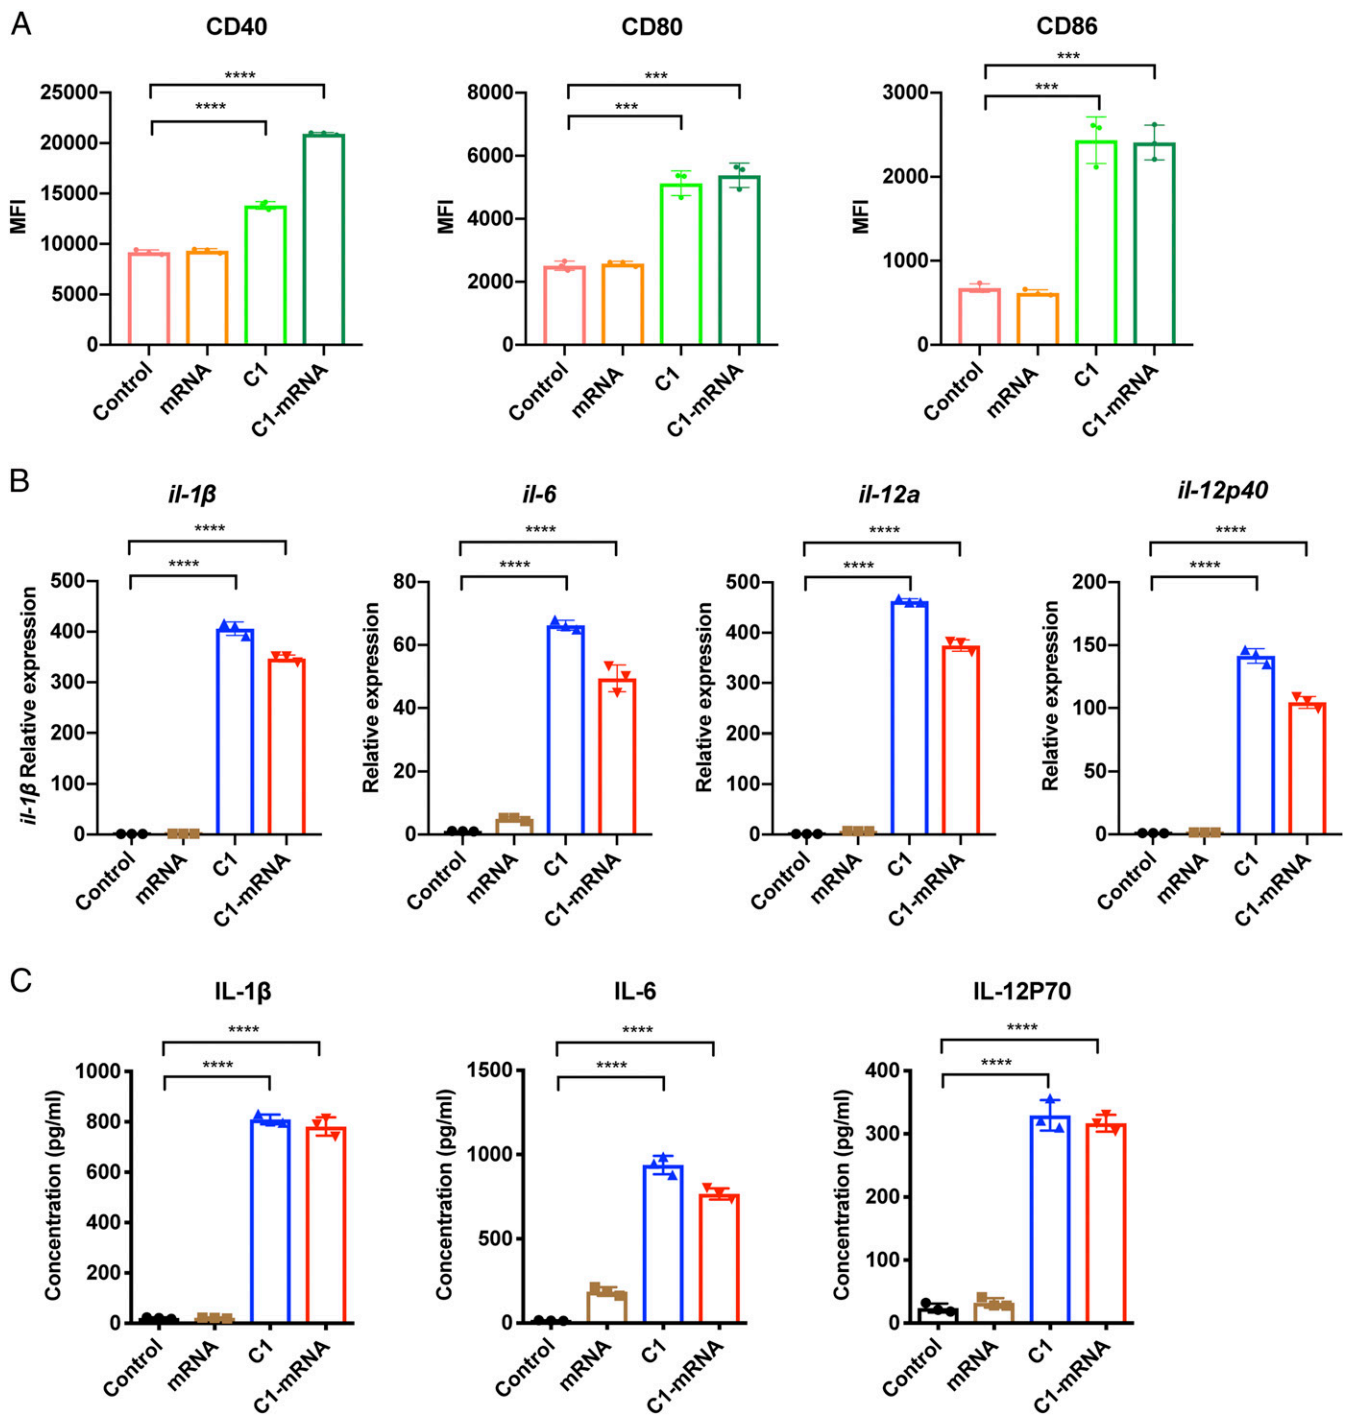 A
CD40
CD80
CD86
****
****
***
***
***
***
MFI
25000
20000
15000
10000
5000
0
Control
mRNA
C1
C1-mRNA
MFI
8000
6000
4000
2000
0
Control
mRNA
C1
C1-mRNA
MFI
3000
2000
1000
0
Control
mRNA
C1
C1-mRNA
B
il-1β
il-6
il-12a
il-12p40
****
****
****
****
****
****
****
****
il-1β Relative expression
500
400
300
200
100
0
Control
mRNA
C1
C1-mRNA
Relative expression
80
60
40
20
0
Control
mRNA
C1
C1-mRNA
Relative expression
500
400
300
200
100
0
Control
mRNA
C1
C1-mRNA
Relative expression
200
150
100
50
0
Control
mRNA
C1
C1-mRNA
C
IL-1β
IL-6
IL-12P70
****
****
****
****
****
****
Concentration (pg/ml)
1000
800
600
400
200
0
Control
mRNA
C1
C1-mRNA
Concentration (pg/ml)
1500
1000
500
0
Control
mRNA
C1
C1-mRNA
Concentration (pg/ml)
400
300
200
100
0
Control
mRNA
C1
C1-mRNA